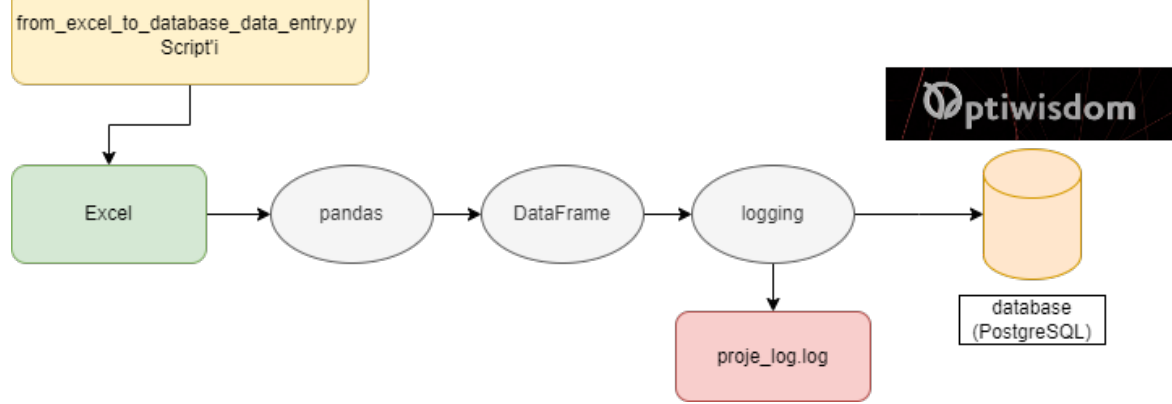 from_excel_to_database_data_entry.py
Script'i
Optiwisdom
Excel
pandas
DataFrame
logging
database
(PostgreSQL)
proje_log.log